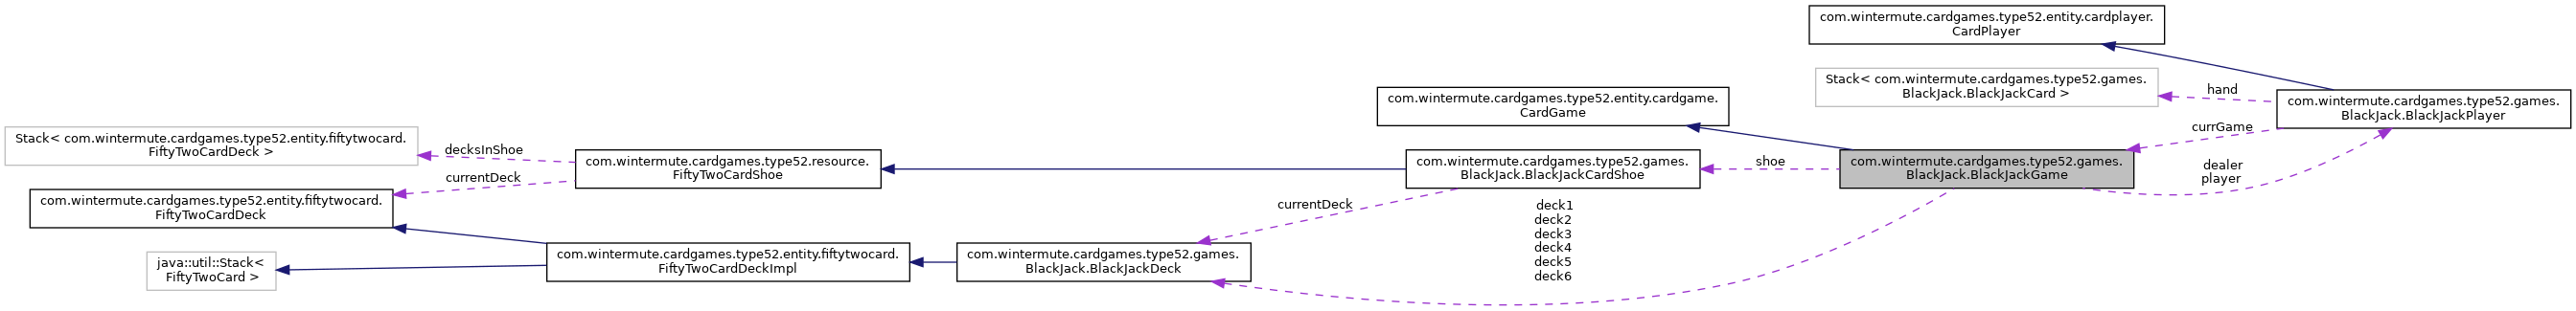 com.wintermute.cardgames.type52.entity.cardplayer.
CardPlayer
Stack< com.wintermute.cardgames.type52.games.
BlackJack.BlackJackCard >
hand
com.wintermute.cardgames.type52.games.
BlackJack.BlackJackPlayer
com.wintermute.cardgames.type52.entity.cardgame.
CardGame
currGame
Stack< com.wintermute.cardgames.type52.entity.fiftytwocard.
FiftyTwoCardDeck >
decksInShoe
com.wintermute.cardgames.type52.resource.
FiftyTwoCardShoe
com.wintermute.cardgames.type52.games.
BlackJack.BlackJackCardShoe
shoe
com.wintermute.cardgames.type52.games.
BlackJack.BlackJackGame
dealer
player
currentDeck
com.wintermute.cardgames.type52.entity.fiftytwocard.
FiftyTwoCardDeck
currentDeck
deck1
deck2
deck3
deck4
deck5
deck6
java::util::Stack<
FiftyTwoCard >
com.wintermute.cardgames.type52.entity.fiftytwocard.
FiftyTwoCardDeckImpl
com.wintermute.cardgames.type52.games.
BlackJack.BlackJackDeck